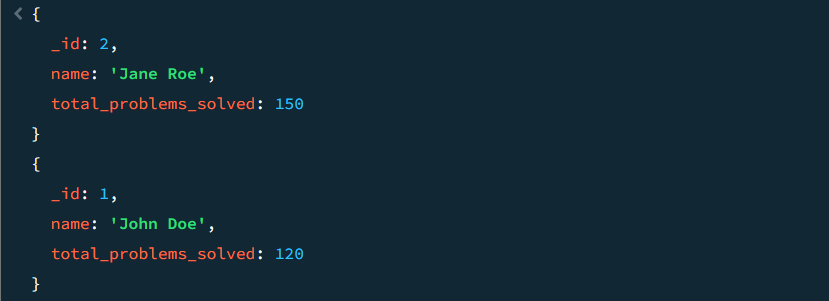 {
_id: 2,
name: 'Jane Roe',
total_problems_solved: 150
}
{
_id: 1,
name: 'John Doe',
total_problems_solved: 120
}